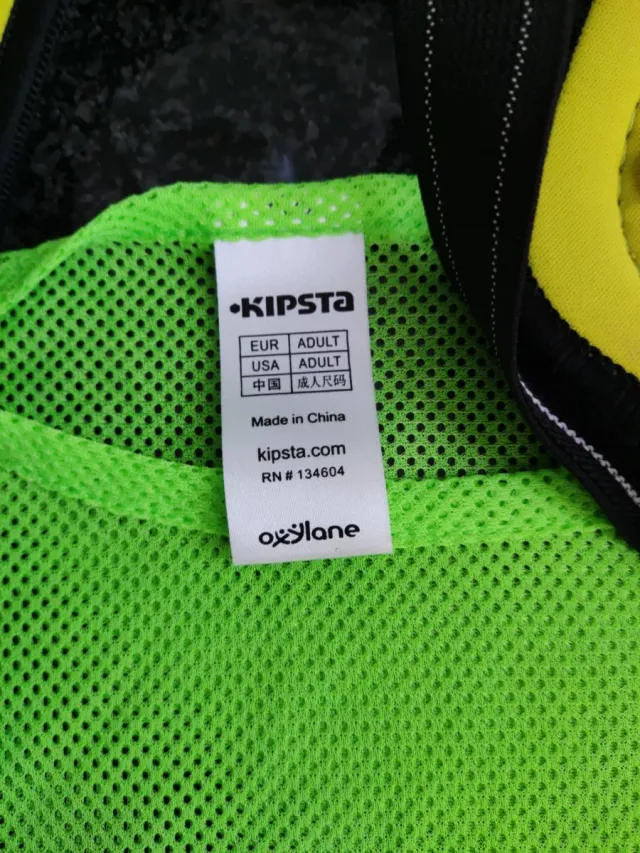 KIPSTA
EUR ADULT
USA ADULT
中国 成人尺码
Made in China
kipsta.com
RN # 134604
oxylane